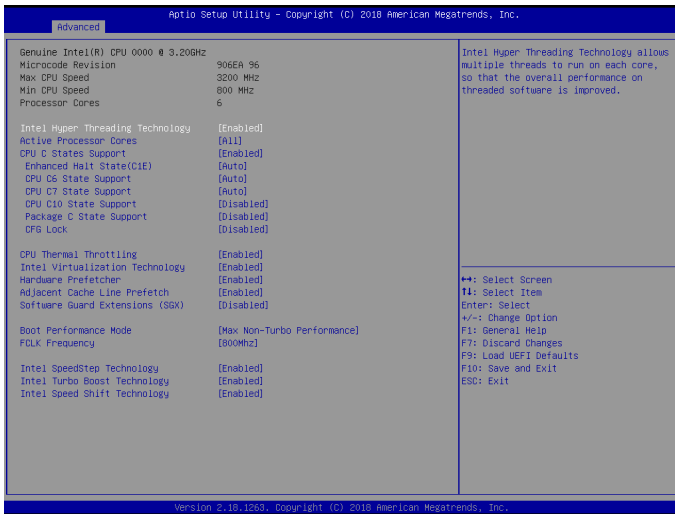 Aptio Setup Utility - Copyright (C) 2018 American Megatrends, Inc.
Advanced
Genuine Intel(R) CPU 0000 @ 3.20GHz
Microcode Revision 906EA 96
Max CPU Speed 3200 MHz
Min CPU Speed 800 MHz
Processor Cores 6
Intel Hyper Threading Technology [Enabled]
Active Processor Cores [All]
CPU C States Support [Enabled]
Enhanced Halt State(C1E) [Auto]
CPU C6 State Support [Auto]
CPU C7 State Support [Auto]
CPU C10 State Support [Disabled]
Package C State Support [Disabled]
CFG Lock [Disabled]
CPU Thermal Throttling [Enabled]
Intel Virtualization Technology [Enabled]
Hardware Prefetcher [Enabled]
Adjacent Cache Line Prefetch [Enabled]
Software Guard Extensions (SGX) [Disabled]
Boot Performance Mode [Max Non-Turbo Performance]
FCLK Frequency [800Mhz]
Intel SpeedStep Technology [Enabled]
Intel Turbo Boost Technology [Enabled]
Intel Speed Shift Technology [Enabled]
Intel Hyper Threading Technology allows
multiple threads to run on each core,
so that the overall performance on
threaded software is improved.
↔: Select Screen
↑↓: Select Item
Enter: Select
+/-: Change Option
F1: General Help
F7: Discard Changes
F9: Load UEFI Defaults
F10: Save and Exit
ESC: Exit
Version 2.18.1263. Copyright (C) 2018 American Megatrends, Inc.